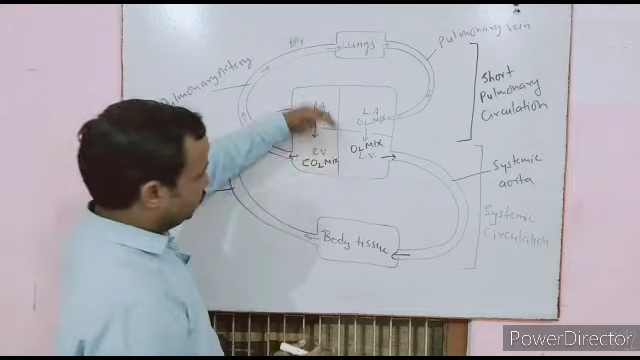 Pulmonary vein
Lungs
Pulmonary Artery
Short
Pulmonary
Circulation
R.A
L.A
O₂ MIX
R.V
CO₂ MIX
O₂ MIX
L.V.
Systemic
aorta
Systemic
Circulation
Body tissue
PowerDirector